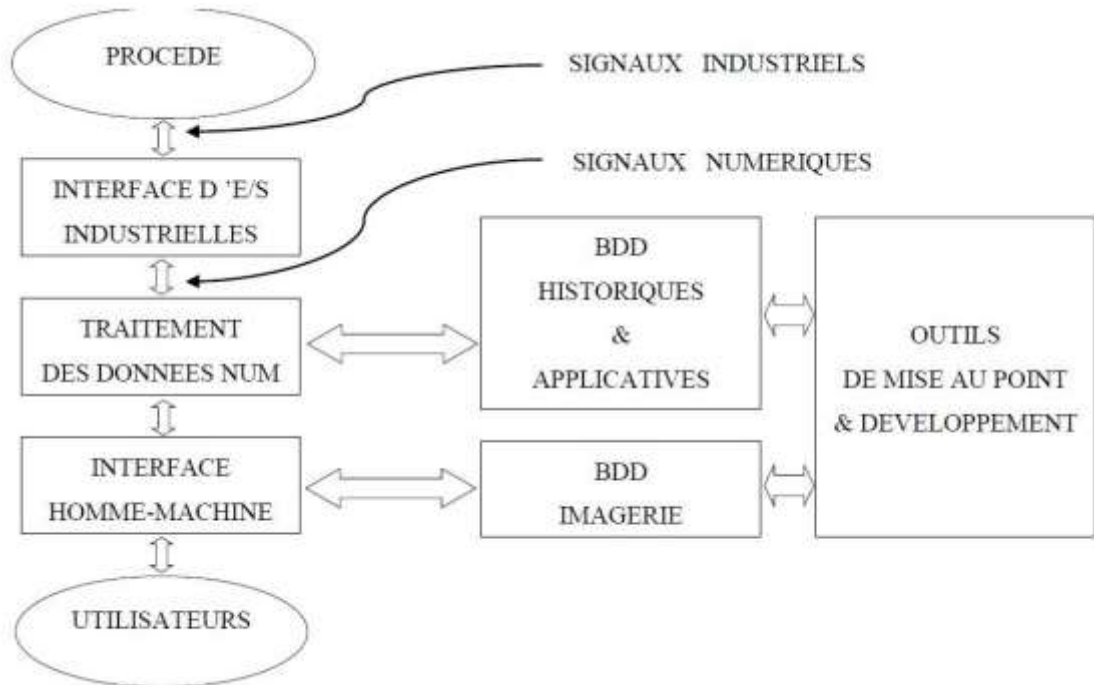 PROCEDE
SIGNAUX INDUSTRIELS
SIGNAUX NUMERIQUES
INTERFACE D 'E/S
INDUSTRIELLES
TRAITEMENT
DES DONNEES NUM
BDD
HISTORIQUES
&
APPLICATIVES
OUTILS
DE MISE AU POINT
& DEVELOPPEMENT
INTERFACE
HOMME-MACHINE
BDD
IMAGERIE
UTILISATEURS